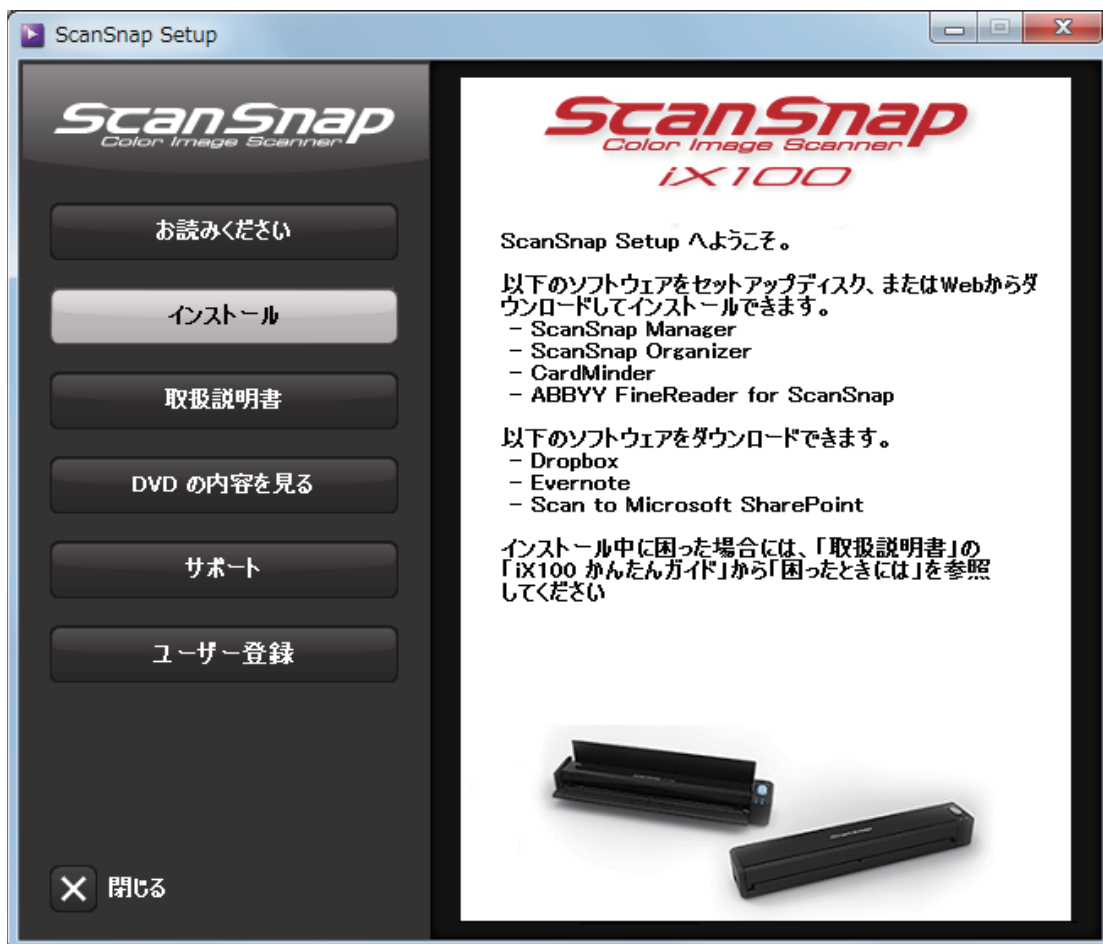 ScanSnap Setup
ScanSnap
Color Image Scanner
お読みください
インストール
取扱説明書
DVD の内容を見る
サポート
ユーザー登録
閉じる
ScanSnap
Color Image Scanner
iX100
ScanSnap Setup へようこそ。
以下のソフトウェアをセットアップディスク、またはWebからダ
ウンロードしてインストールできます。
- ScanSnap Manager
- ScanSnap Organizer
- CardMinder
- ABBYY FineReader for ScanSnap
以下のソフトウェアをダウンロードできます。
- Dropbox
- Evernote
- Scan to Microsoft SharePoint
インストール中に困った場合には、「取扱説明書」の
「iX100 かんたんガイド」から「困ったときには」を参照
してください